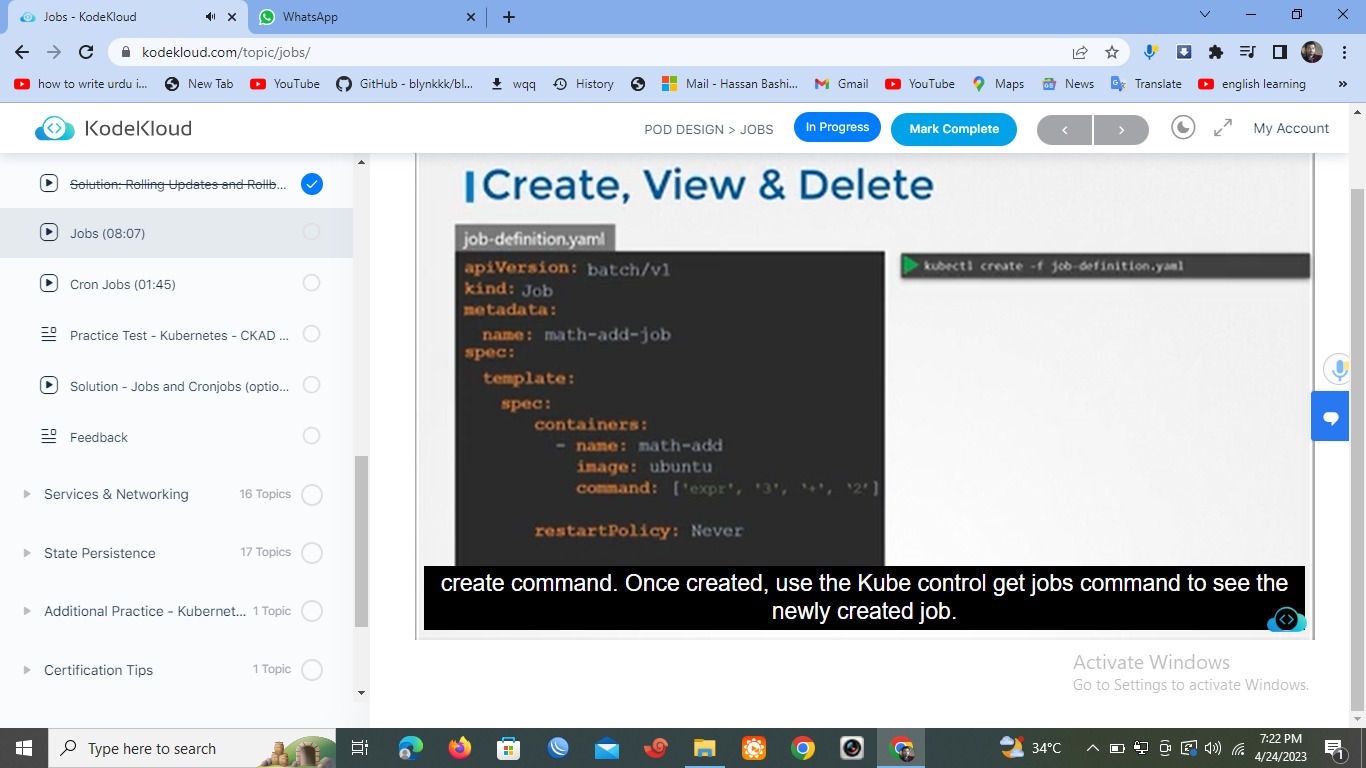 Jobs - KodeKloud
WhatsApp
kodekloud.com/topic/jobs/
how to write urdu i...
New Tab
YouTube
GitHub - blynkkk/bl...
wqq
History
Mail - Hassan Bashi...
Gmail
YouTube
Maps
News
Translate
english learning
»
KodeKloud
POD DESIGN > JOBS
In Progress
Mark Complete
My Account
Solution: Rolling Updates and Rollb...
Jobs (08:07)
Cron Jobs (01:45)
Practice Test - Kubernetes - CKAD ...
Solution - Jobs and Cronjobs (optio...
Feedback
Services & Networking 16 Topics
State Persistence 17 Topics
Additional Practice - Kubernet... 1 Topic
Certification Tips 1 Topic
Create, View & Delete
job-definition.yaml
apiVersion: batch/v1
kind: Job
metadata:
name: math-add-job
spec:
template:
spec:
containers:
- name: math-add
image: ubuntu
command: ['expr', '3', '+', '2']
restartPolicy: Never
kubectl create -f job-definition.yaml
create command. Once created, use the Kube control get jobs command to see the
newly created job.
Activate Windows
Go to Settings to activate Windows.
Type here to search
34°C
7:22 PM
4/24/2023
1